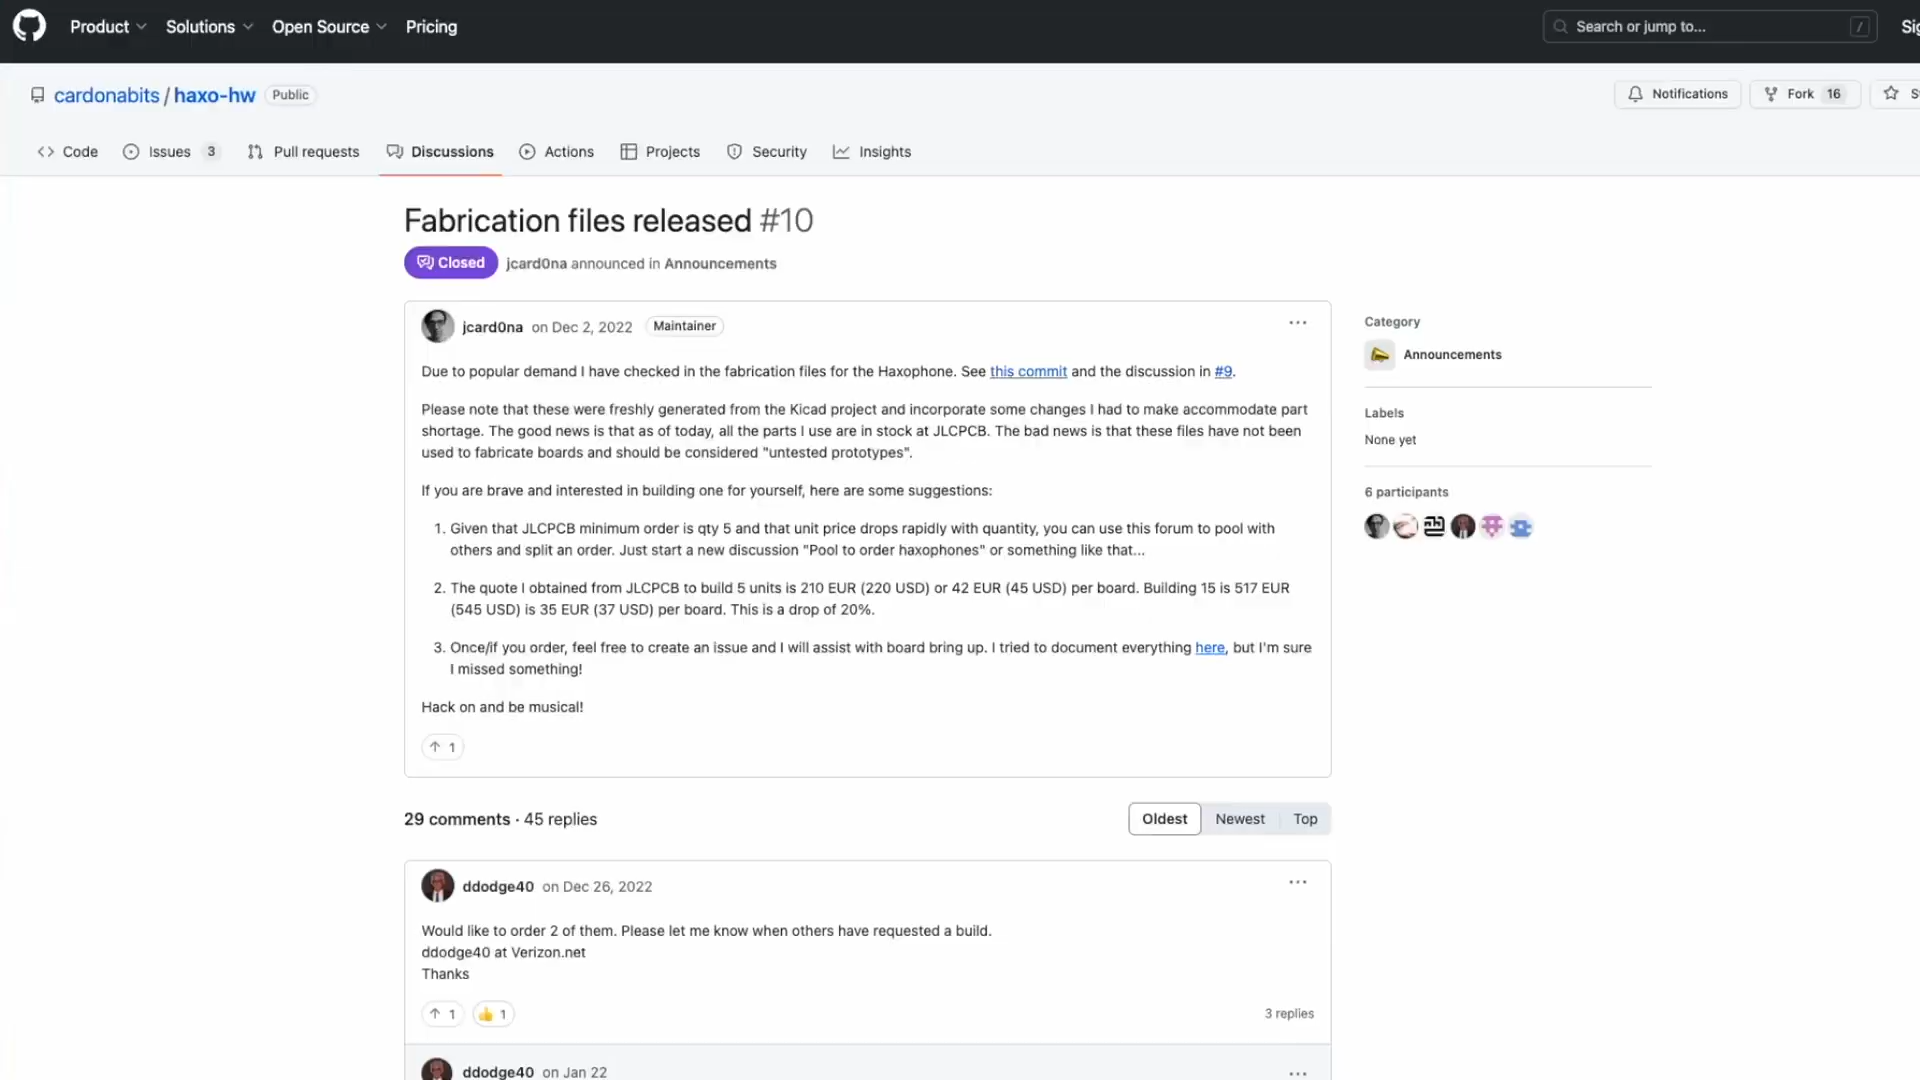 Product Solutions Open Source Pricing
Search or jump to... /
cardonabits / haxo-hw Public
Notifications Fork 16
Code Issues 3 Pull requests Discussions Actions Projects Security Insights
Fabrication files released #10
Closed jcard0na announced in Announcements
jcard0na on Dec 2, 2022 Maintainer
Due to popular demand I have checked in the fabrication files for the Haxophone. See this commit and the discussion in #9.
Please note that these were freshly generated from the Kicad project and incorporate some changes I had to make accommodate part
shortage. The good news is that as of today, all the parts I use are in stock at JLCPCB. The bad news is that these files have not been
used to fabricate boards and should be considered "untested prototypes".
If you are brave and interested in building one for yourself, here are some suggestions:
1. Given that JLCPCB minimum order is qty 5 and that unit price drops rapidly with quantity, you can use this forum to pool with
others and split an order. Just start a new discussion "Pool to order haxophones" or something like that...
2. The quote I obtained from JLCPCB to build 5 units is 210 EUR (220 USD) or 42 EUR (45 USD) per board. Building 15 is 517 EUR
(545 USD) is 35 EUR (37 USD) per board. This is a drop of 20%.
3. Once/if you order, feel free to create an issue and I will assist with board bring up. I tried to document everything here, but I'm sure
I missed something!
Hack on and be musical!
↑ 1
Category
Announcements
Labels
None yet
6 participants
29 comments · 45 replies
Oldest Newest Top
ddodge40 on Dec 26, 2022
Would like to order 2 of them. Please let me know when others have requested a build.
ddodge40 at Verizon.net
Thanks
↑ 1 👍 1
3 replies
ddodge40 on Jan 22